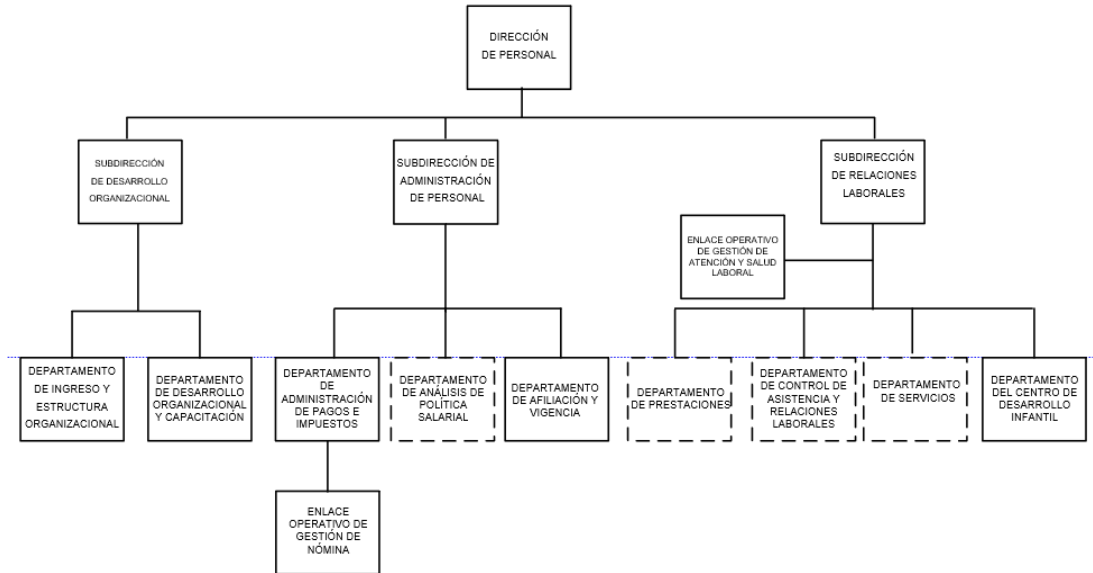 DIRECCIÓN
DE PERSONAL
SUBDIRECCIÓN
DE DESARROLLO
ORGANIZACIONAL
SUBDIRECCIÓN DE
ADMINISTRACIÓN
DE PERSONAL
SUBDIRECCIÓN
DE RELACIONES
LABORALES
ENLACE OPERATIVO
DE GESTIÓN DE
ATENCIÓN Y SALUD
LABORAL
DEPARTAMENTO
DE INGRESO Y
ESTRUCTURA
ORGANIZACIONAL
DEPARTAMENTO
DE DESARROLLO
ORGANIZACIONAL
Y CAPACITACIÓN
DEPARTAMENTO
DE
ADMINISTRACIÓN
DE PAGOS E
IMPUESTOS
DEPARTAMENTO
DE ANÁLISIS DE
POLÍTICA
SALARIAL
DEPARTAMENTO
DE AFILIACIÓN Y
VIGENCIA
DEPARTAMENTO
DE PRESTACIONES
DEPARTAMENTO
DE CONTROL DE
ASISTENCIA Y
RELACIONES
LABORALES
DEPARTAMENTO
DE SERVICIOS
DEPARTAMENTO
DEL CENTRO DE
DESARROLLO
INFANTIL
ENLACE
OPERATIVO DE
GESTIÓN DE
NÓMINA